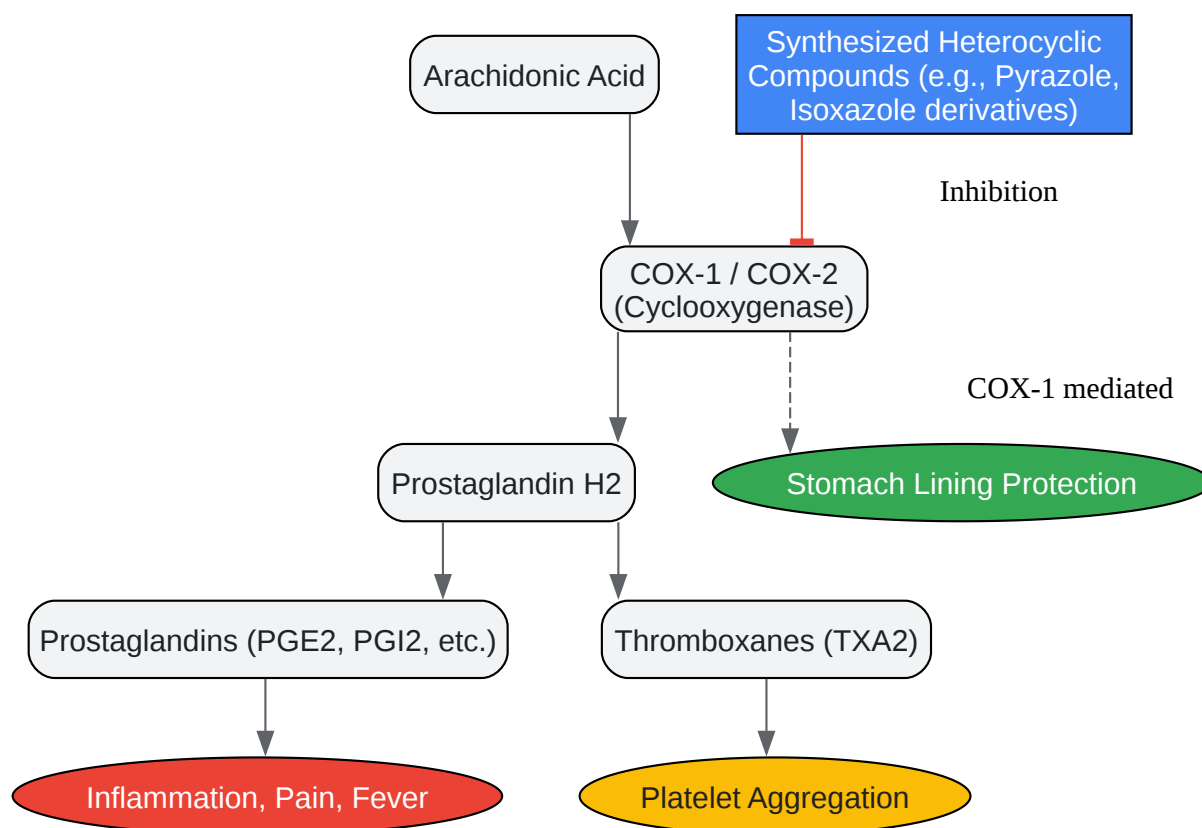 Arachidonic Acid
Synthesized Heterocyclic
Compounds (e.g., Pyrazole,
Isoxazole derivatives)
Inhibition
COX-1 / COX-2
(Cyclooxygenase)
COX-1 mediated
Prostaglandin H2
Stomach Lining Protection
Prostaglandins (PGE2, PGI2, etc.)
Thromboxanes (TXA2)
Inflammation, Pain, Fever
Platelet Aggregation